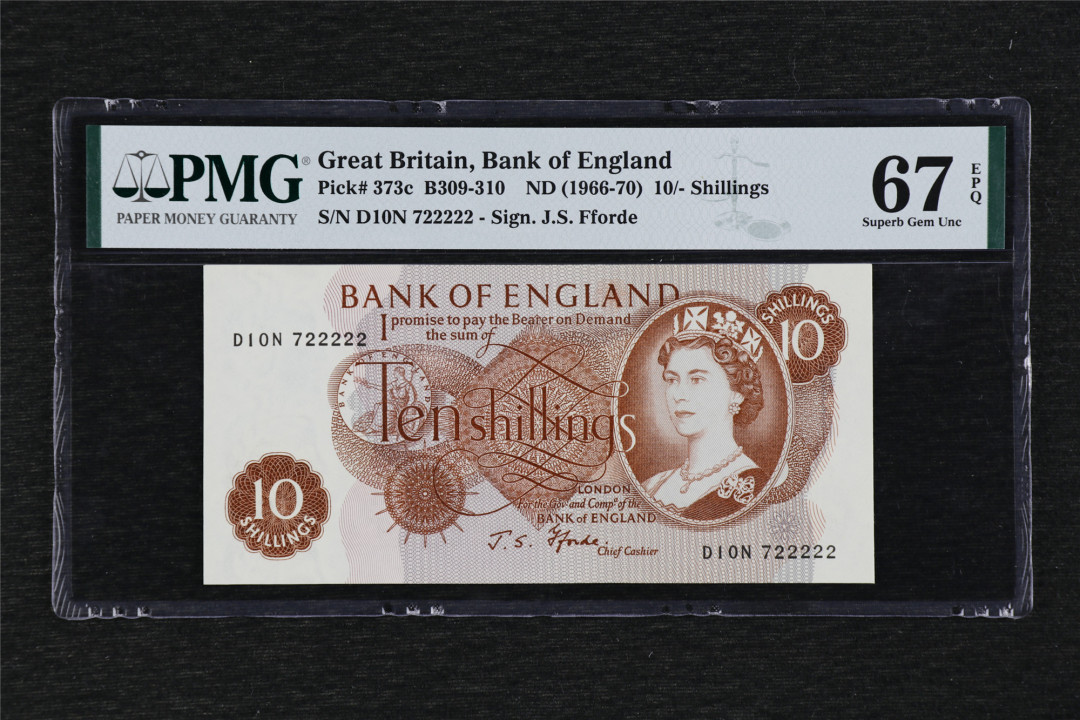 PMG®
PAPER MONEY GUARANTY
Great Britain, Bank of England
Pick# 373c B309-310 ND (1966-70) 10/- Shillings
S/N D10N 722222 - Sign. J.S. Fforde
67
EPQ
Superb Gem Unc
BANK OF ENGLAND
I promise to pay the Bearer on Demand
the sum of
D10N 722222
SHILLINGS
10
BANK OF ENGLAND
Ten shillings
10
SHILLINGS
LONDON
For the Govr. and Compa. of the
BANK of ENGLAND
J. S. Fforde.
Chief Cashier
D10N 722222